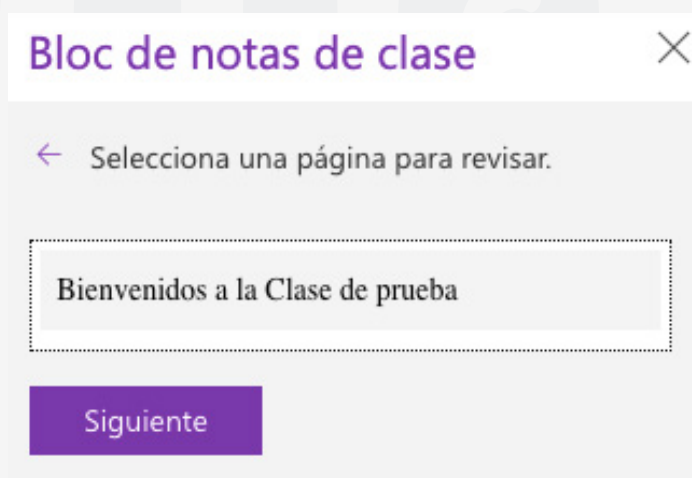 Bloc de notas de clase
Selecciona una página para revisar.
Bienvenidos a la Clase de prueba
Siguiente